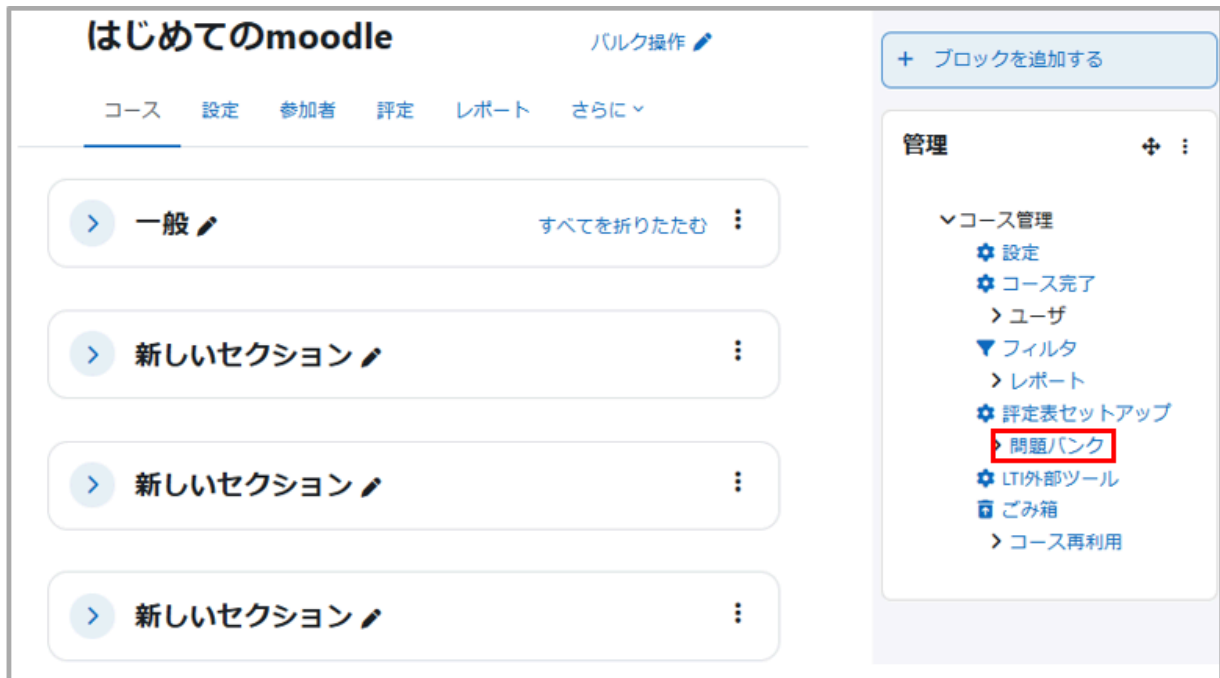 はじめてのmoodle
バルク操作
コース 設定 参加者 評定 レポート さらに
一般
すべてを折りたたむ
新しいセクション
新しいセクション
新しいセクション
+ ブロックを追加する
管理
コース管理
設定
コース完了
ユーザ
フィルタ
レポート
評定表セットアップ
問題バンク
LTI外部ツール
ごみ箱
コース再利用